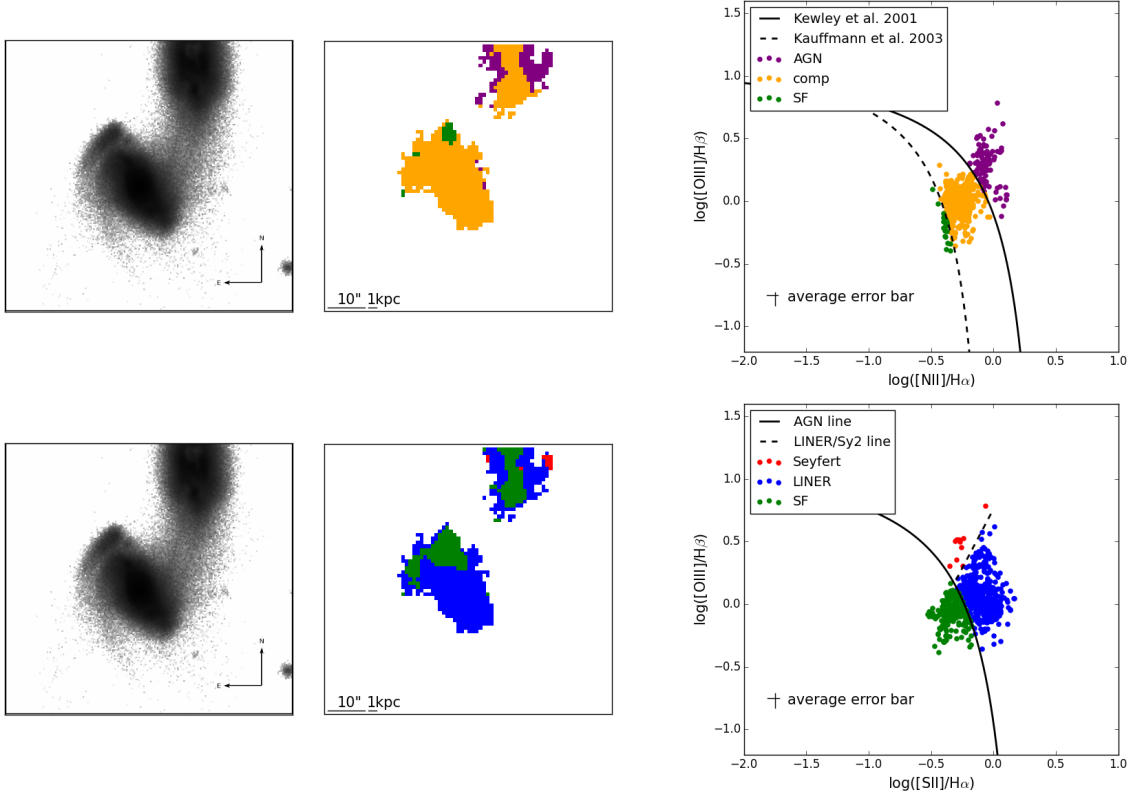 N
E
10" 1kpc
Kewley et al. 2001
Kauffmann et al. 2003
AGN
comp
SF
average error bar
log([OIII]/Hβ)
1.5
1.0
0.5
0.0
−0.5
−1.0
−2.0 −1.5 −1.0 −0.5 0.0 0.5 1.0
log([NII]/Hα)
N
E
10" 1kpc
AGN line
LINER/Sy2 line
Seyfert
LINER
SF
average error bar
log([OIII]/Hβ)
1.5
1.0
0.5
0.0
−0.5
−1.0
−2.0 −1.5 −1.0 −0.5 0.0 0.5 1.0
log([SII]/Hα)